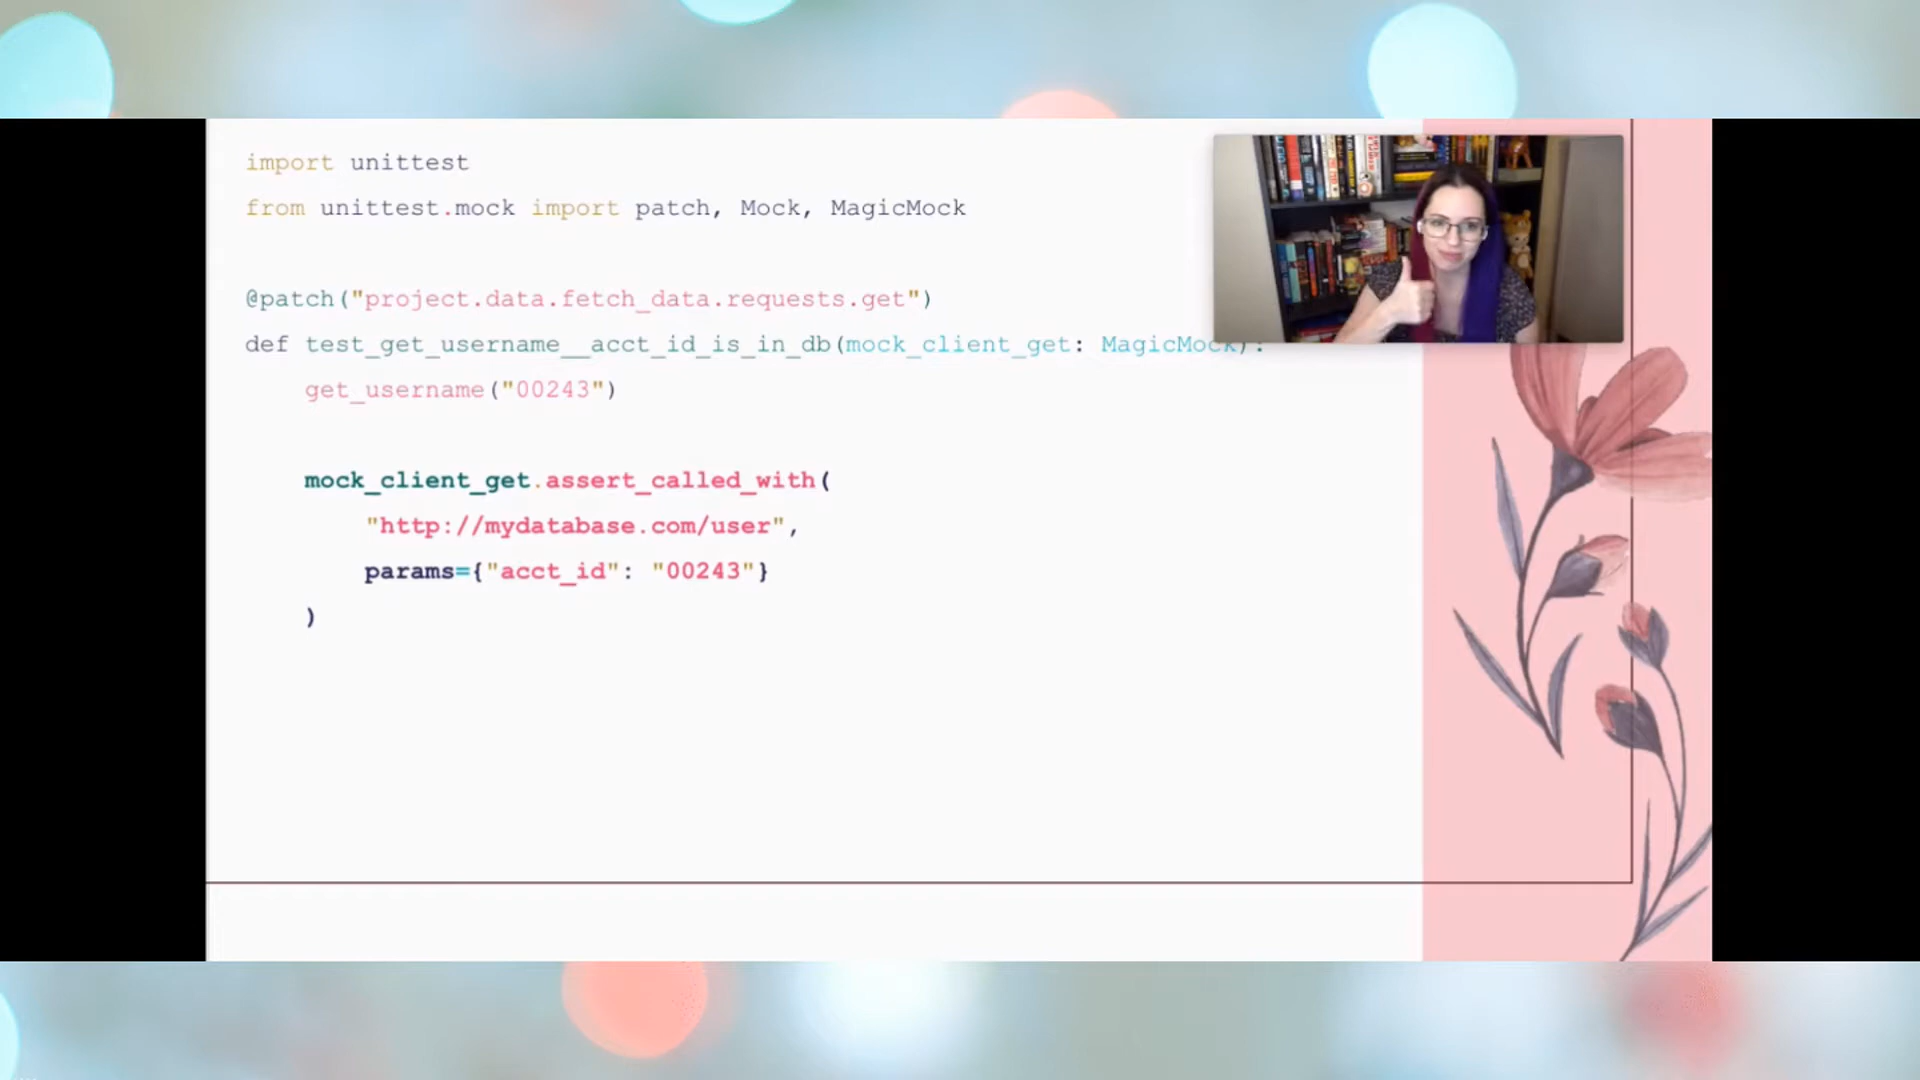 import unittest
from unittest.mock import patch, Mock, MagicMock
@patch("project.data.fetch_data.requests.get")
def test_get_username__acct_id_is_in_db(mock_client_get: MagicMock):
get_username("00243")
mock_client_get.assert_called_with(
"http://mydatabase.com/user",
params={"acct_id": "00243"}
)